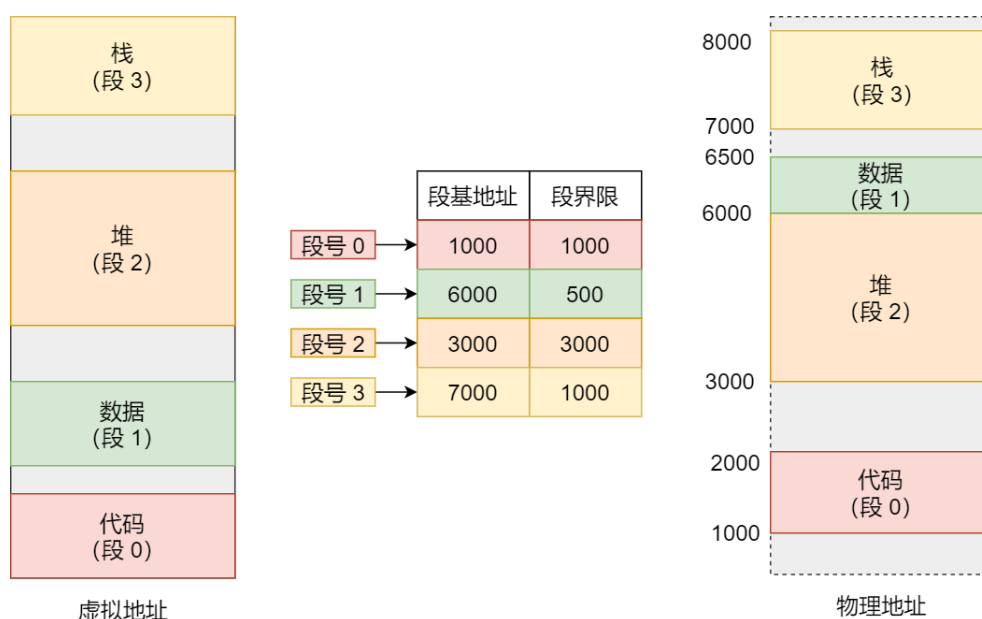 栈
（段 3）
堆
（段 2）
数据
（段 1）
代码
（段 0）
虚拟地址
段基地址 段界限
段号 0 1000 1000
段号 1 6000 500
段号 2 3000 3000
段号 3 7000 1000
8000
栈
（段 3）
7000
6500
数据
（段 1）
6000
堆
（段 2）
3000
2000
代码
（段 0）
1000
物理地址